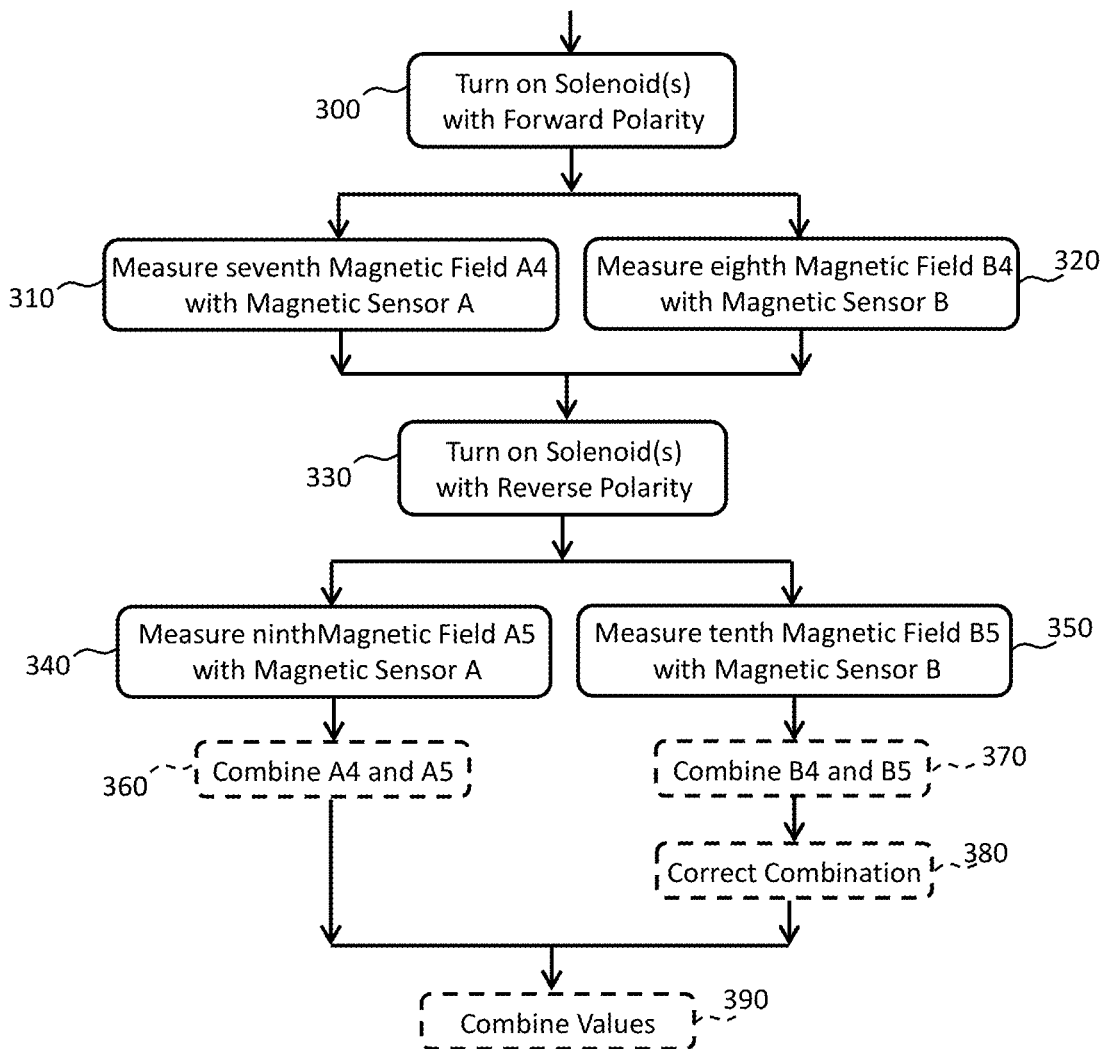 Turn on Solenoid(s)
with Forward Polarity
300
Measure seventh Magnetic Field A4
with Magnetic Sensor A
310
Measure eighth Magnetic Field B4
with Magnetic Sensor B
320
Turn on Solenoid(s)
with Reverse Polarity
330
Measure ninthMagnetic Field A5
with Magnetic Sensor A
340
Measure tenth Magnetic Field B5
with Magnetic Sensor B
350
Combine A4 and A5
360
Combine B4 and B5
370
Correct Combination
380
Combine Values
390